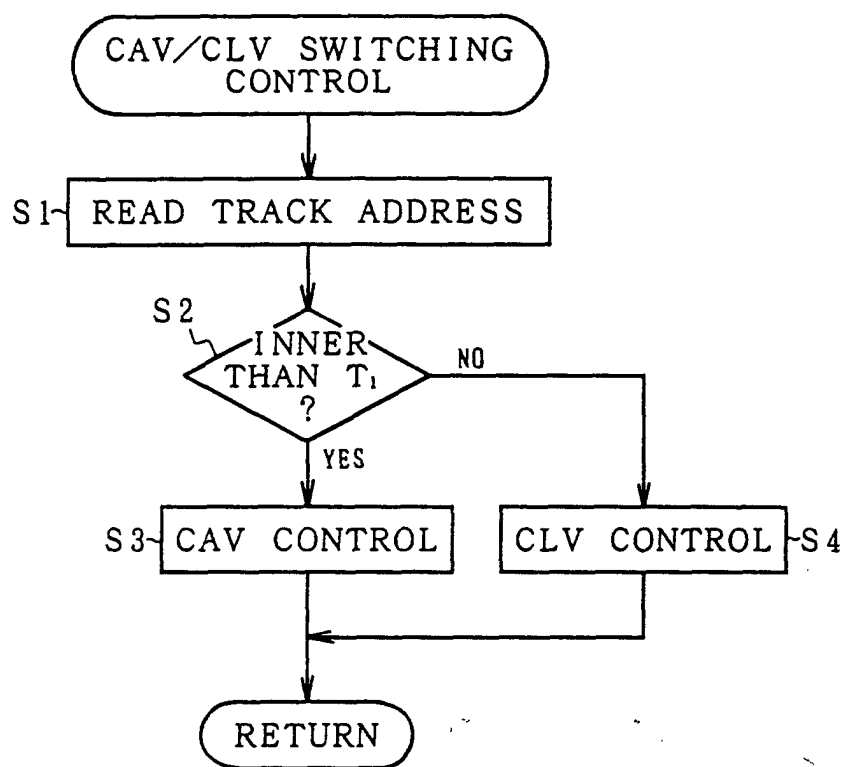 CAV/CLV SWITCHING
CONTROL
S1
READ TRACK ADDRESS
S2
INNER
THAN T₁
?
NO
YES
S3
CAV CONTROL
CLV CONTROL
S4
RETURN